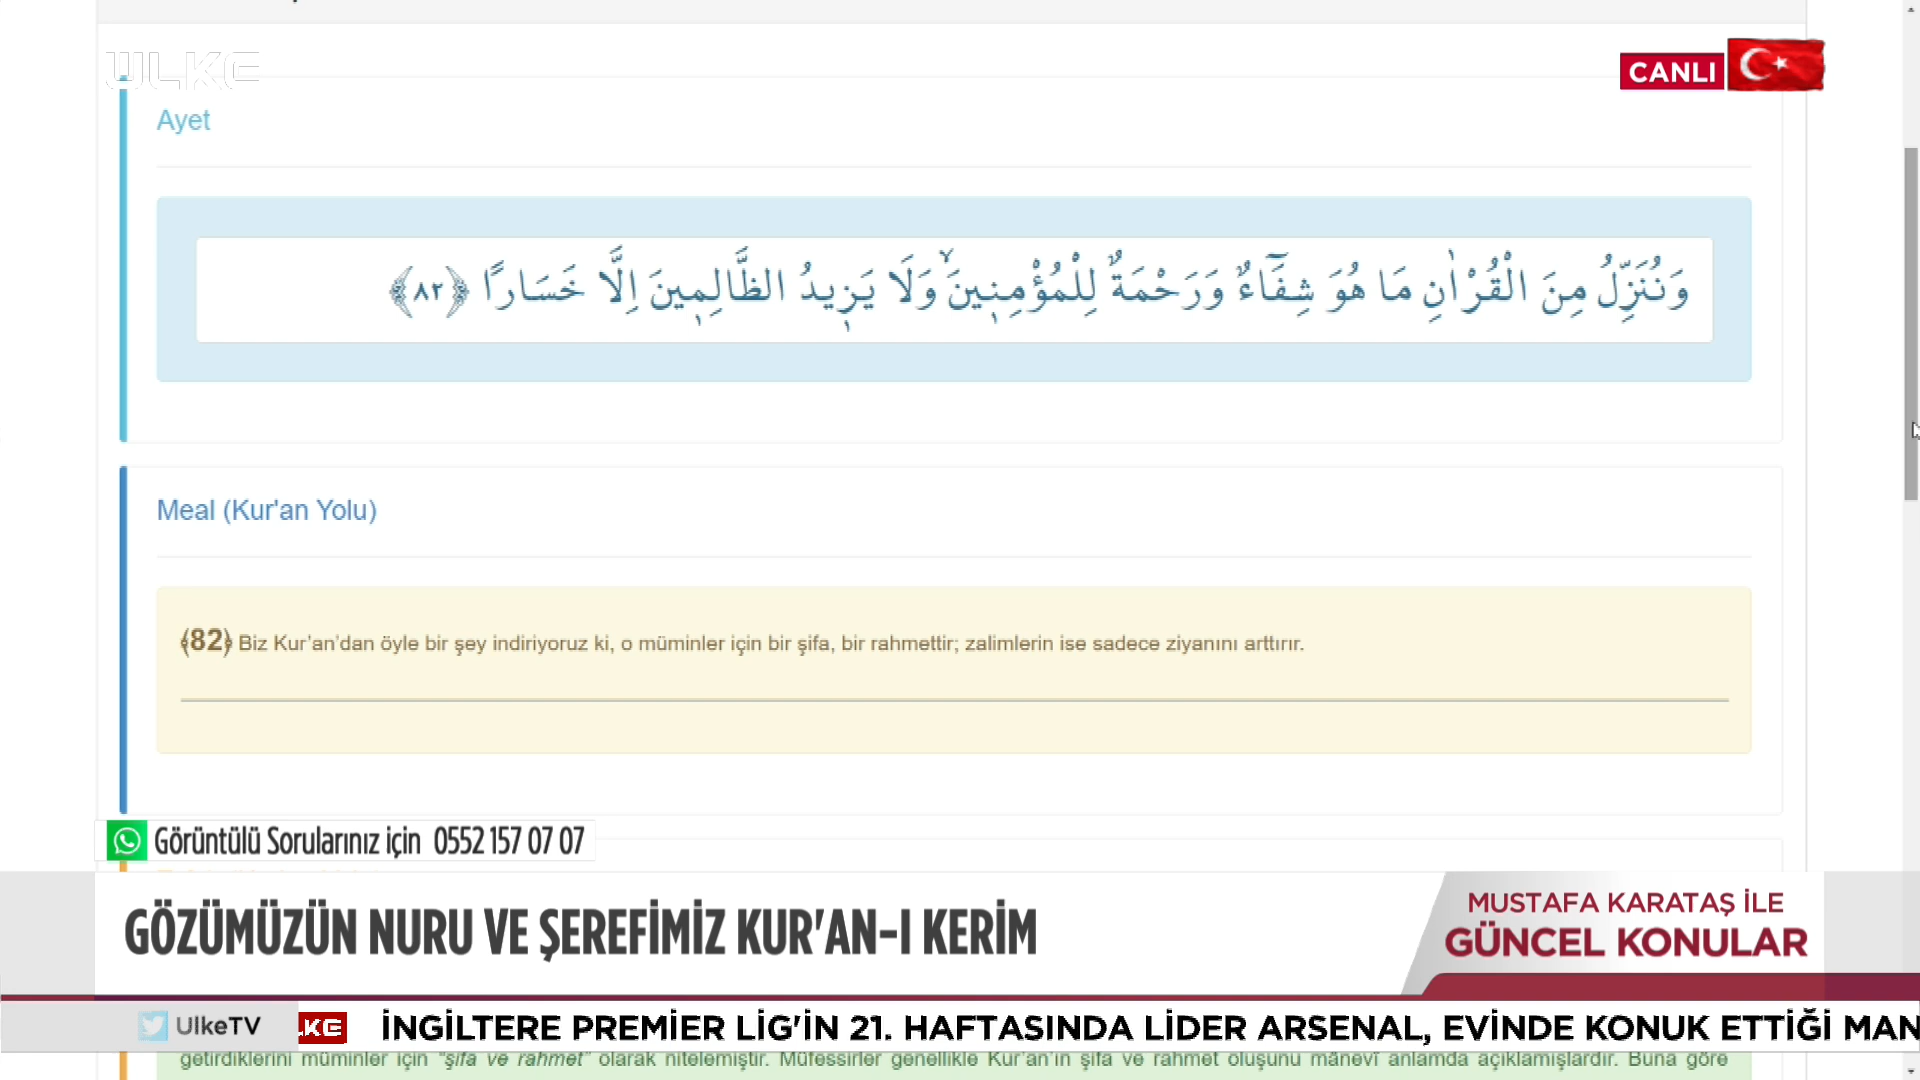 ULKE
CANLI
Ayet
وَنُنَزِّلُ مِنَ الْقُرْاٰنِ مَا هُوَ شِفَٓاءٌ وَرَحْمَةٌ لِلْمُؤْمِن۪ينَۙ وَلَا يَز۪يدُ الظَّالِم۪ينَ اِلَّا خَسَارًا ﴿٨٢﴾
Meal (Kur'an Yolu)
﴾82﴿ Biz Kur'an'dan öyle bir şey indiriyoruz ki, o müminler için bir şifa, bir rahmettir; zalimlerin ise sadece ziyanını arttırır.
Görüntülü Sorularınız için 0552 157 07 07
GÖZÜMÜZÜN NURU VE ŞEREFİMİZ KUR'AN-I KERİM
MUSTAFA KARATAŞ İLE
GÜNCEL KONULAR
UlkeTV LKE İNGİLTERE PREMİER LİG'İN 21. HAFTASINDA LİDER ARSENAL, EVİNDE KONUK ETTİĞİ MAN
getirdiklerini müminler için "şifa ve rahmet" olarak nitelemiştir. Müfessirler genellikle Kur'an'ın şifa ve rahmet oluşunu mânevî anlamda açıklamışlardır. Buna göre